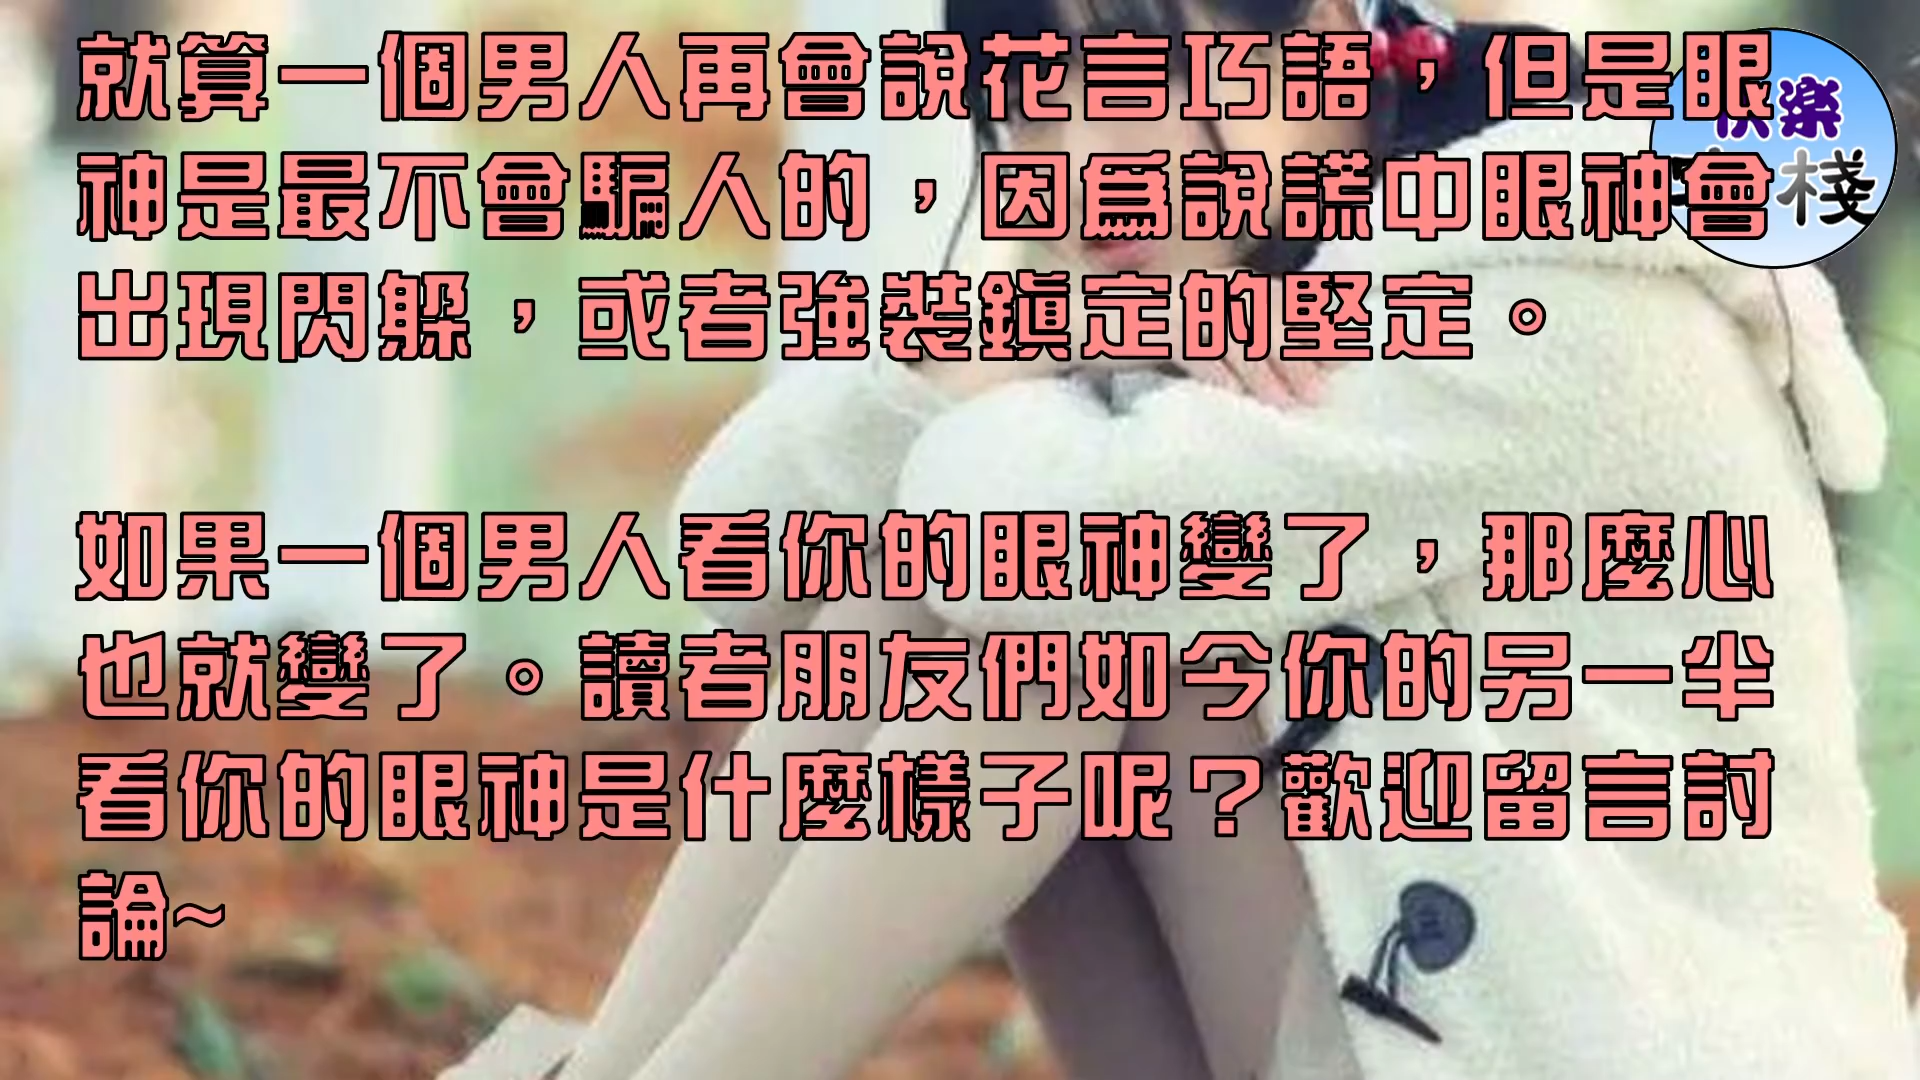 就算一個男人再會說花言巧語，但是眼
神是最不會騙人的，因為說謊中眼神會
出現閃躲，或者強裝鎮定的堅定。
如果一個男人看你的眼神變了，那麼心
也就變了。讀者朋友們如今你的另一半
看你的眼神是什麼樣子呢？歡迎留言討
論~
樂
棧